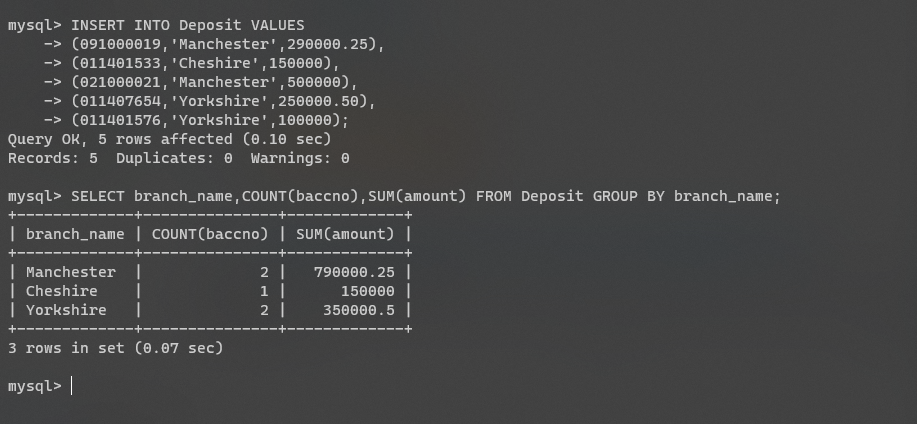 mysql> INSERT INTO Deposit VALUES
    -> (091000019,'Manchester',290000.25),
    -> (011401533,'Cheshire',150000),
    -> (021000021,'Manchester',500000),
    -> (011407654,'Yorkshire',250000.50),
    -> (011401576,'Yorkshire',100000);
Query OK, 5 rows affected (0.10 sec)
Records: 5  Duplicates: 0  Warnings: 0

mysql> SELECT branch_name,COUNT(baccno),SUM(amount) FROM Deposit GROUP BY branch_name;
+-------------+---------------+-------------+
| branch_name | COUNT(baccno) | SUM(amount) |
+-------------+---------------+-------------+
| Manchester  |             2 |   790000.25 |
| Cheshire    |             1 |      150000 |
| Yorkshire   |             2 |    350000.5 |
+-------------+---------------+-------------+
3 rows in set (0.07 sec)

mysql>